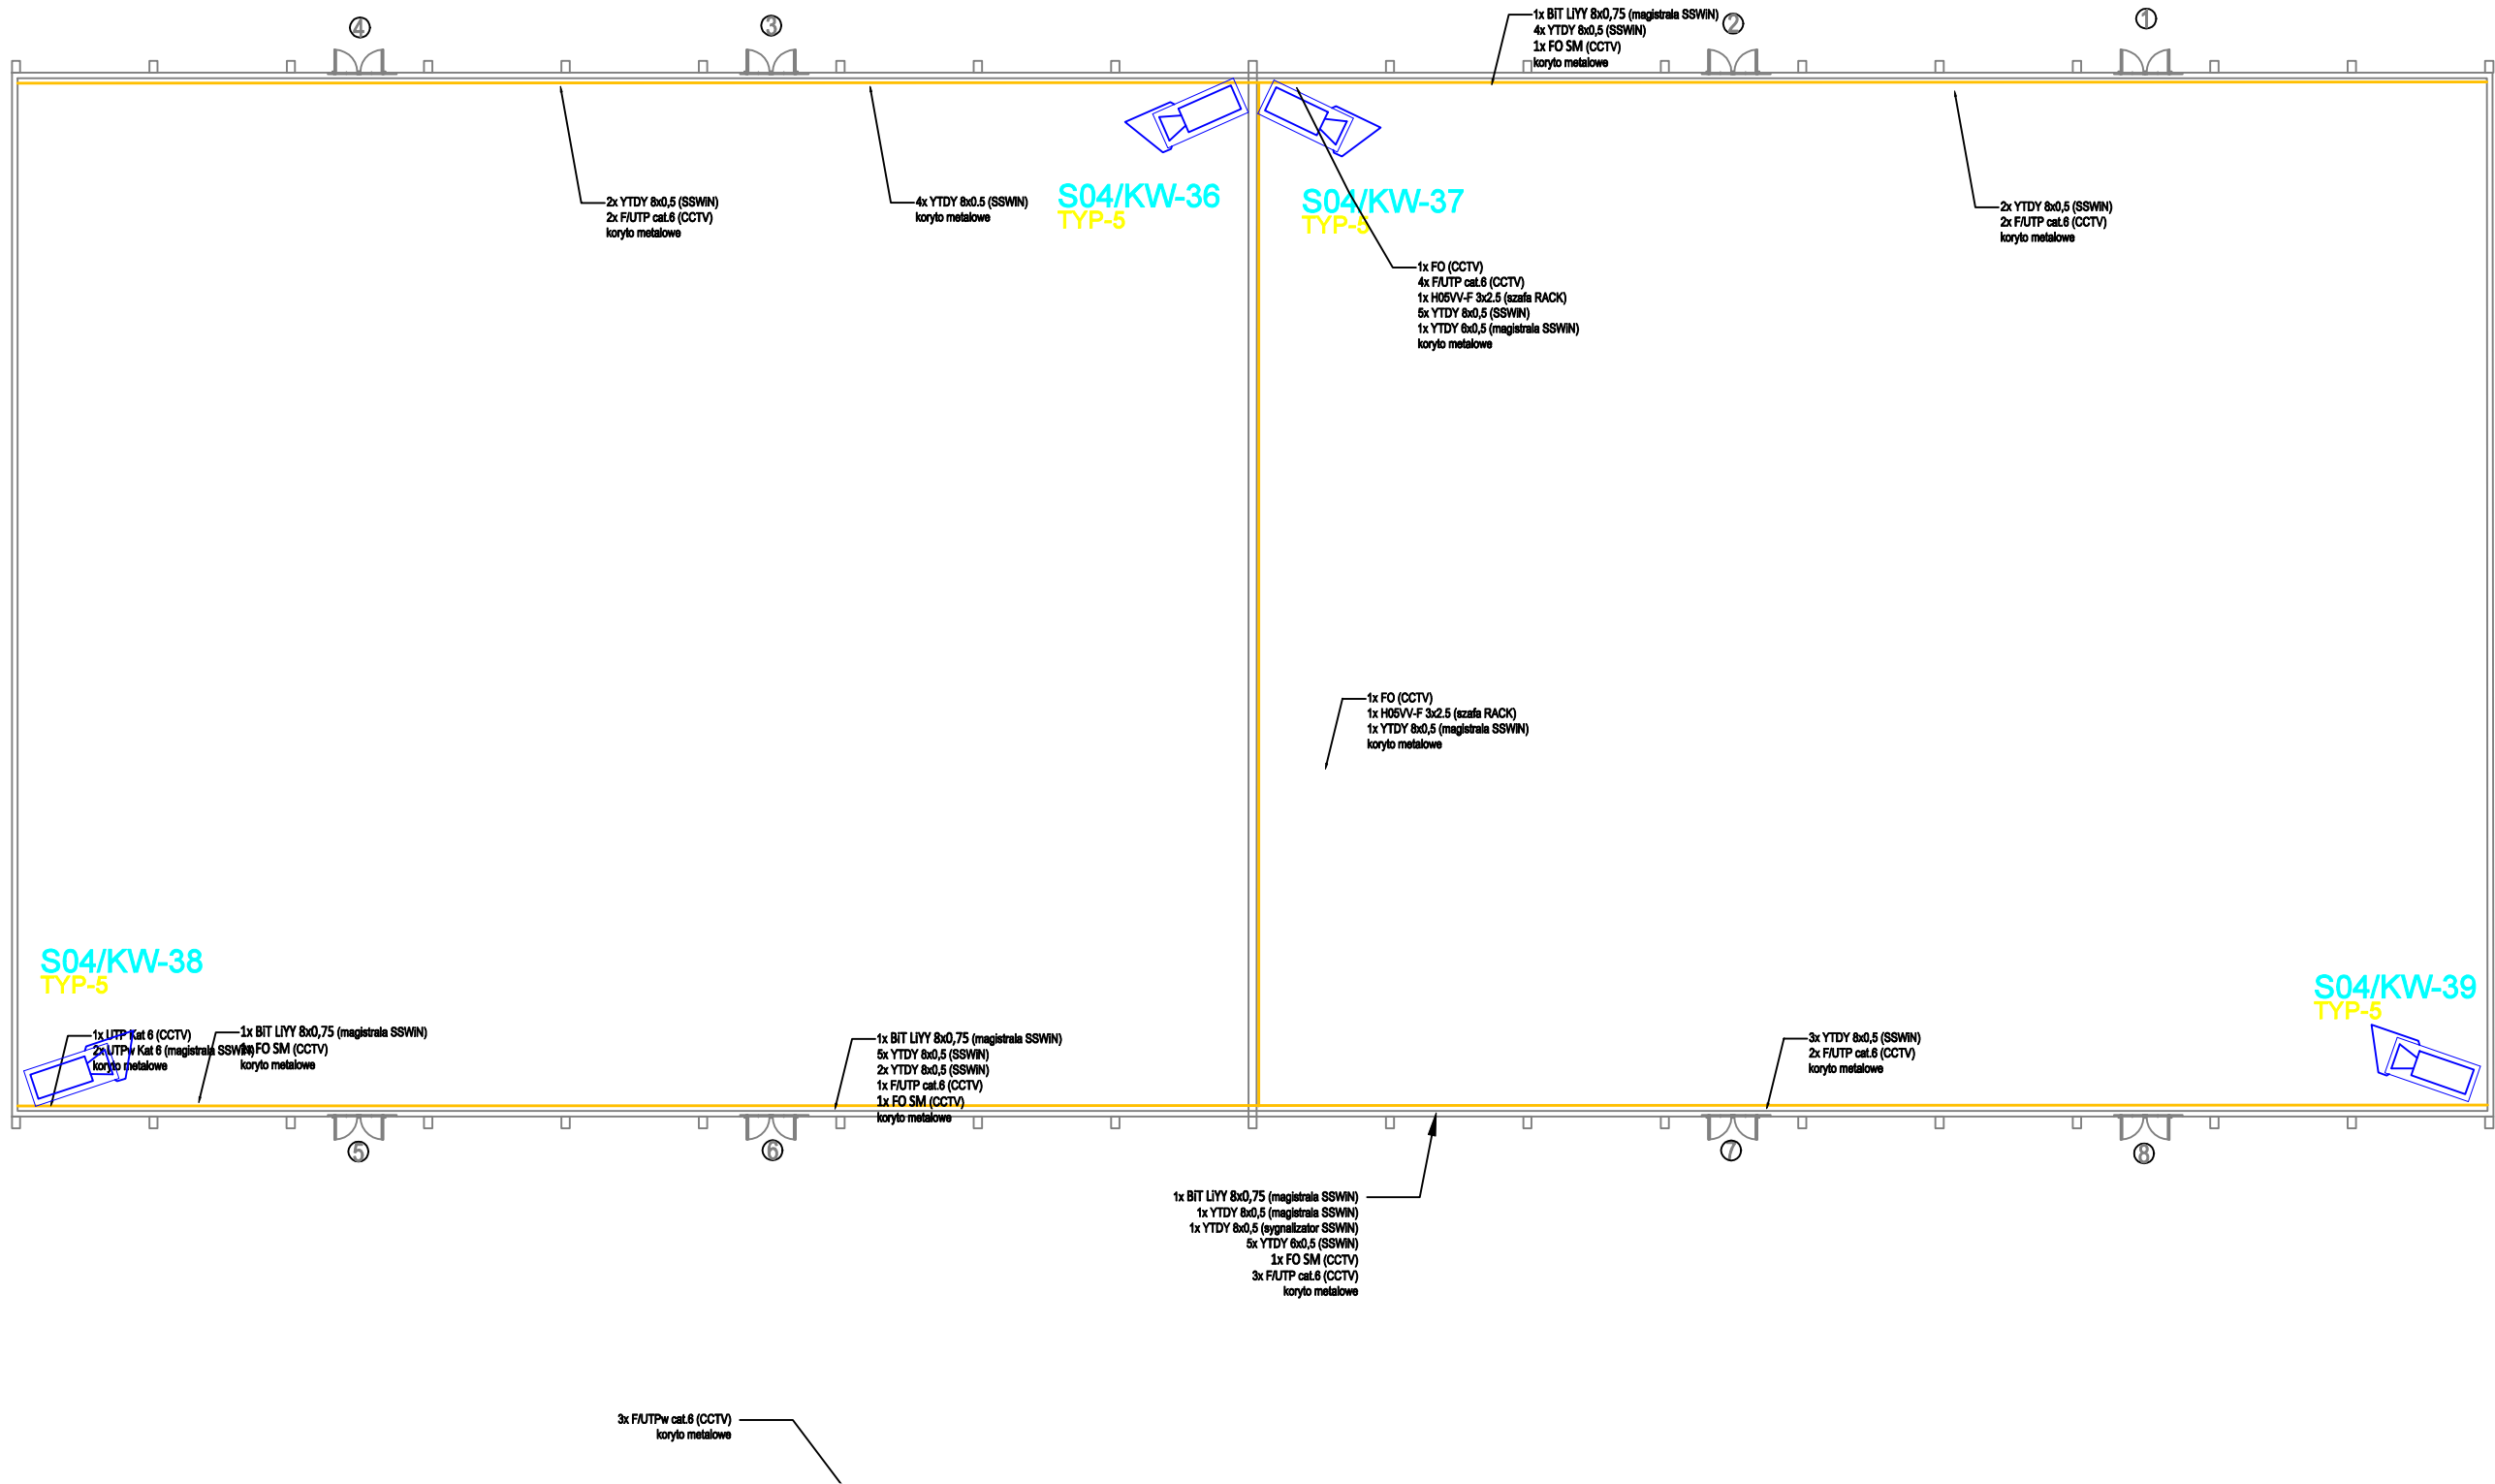 4
3
2
1
1x BiT LiYY 8x0,75 (magistrala SSWiN)
4x YTDY 8x0,5 (SSWiN)
1x FO SM (CCTV)
koryto metalowe
2x YTDY 8x0,5 (SSWiN)
2x F/UTP cat.6 (CCTV)
koryto metalowe
4x YTDY 8x0.5 (SSWiN)
koryto metalowe
S04/KW-36
TYP-5
S04/KW-37
TYP-5
2x YTDY 8x0,5 (SSWiN)
2x F/UTP cat.6 (CCTV)
koryto metalowe
1x FO (CCTV)
4x F/UTP cat.6 (CCTV)
1x H05VV-F 3x2.5 (szafa RACK)
5x YTDY 8x0,5 (SSWiN)
1x YTDY 6x0,5 (magistrala SSWiN)
koryto metalowe
1x FO (CCTV)
1x H05VV-F 3x2.5 (szafa RACK)
1x YTDY 8x0,5 (magistrala SSWiN)
koryto metalowe
S04/KW-38
TYP-5
S04/KW-39
TYP-5
1x UTP Kat 6 (CCTV)
2x UTPw Kat 6 (magistrala SSWiN)
koryto metalowe
1x BiT LiYY 8x0,75 (magistrala SSWiN)
FO SM (CCTV)
koryto metalowe
1x BiT LiYY 8x0,75 (magistrala SSWiN)
5x YTDY 8x0,5 (SSWiN)
2x YTDY 8x0,5 (SSWiN)
1x F/UTP cat.6 (CCTV)
1x FO SM (CCTV)
koryto metalowe
3x YTDY 8x0,5 (SSWiN)
2x F/UTP cat.6 (CCTV)
koryto metalowe
5
6
7
8
1x BiT LiYY 8x0,75 (magistrala SSWiN)
1x YTDY 8x0,5 (magistrala SSWiN)
1x YTDY 8x0,5 (sygnalizator SSWiN)
5x YTDY 6x0,5 (SSWiN)
1x FO SM (CCTV)
3x F/UTP cat.6 (CCTV)
koryto metalowe
3x F/UTPw cat.6 (CCTV)
koryto metalowe